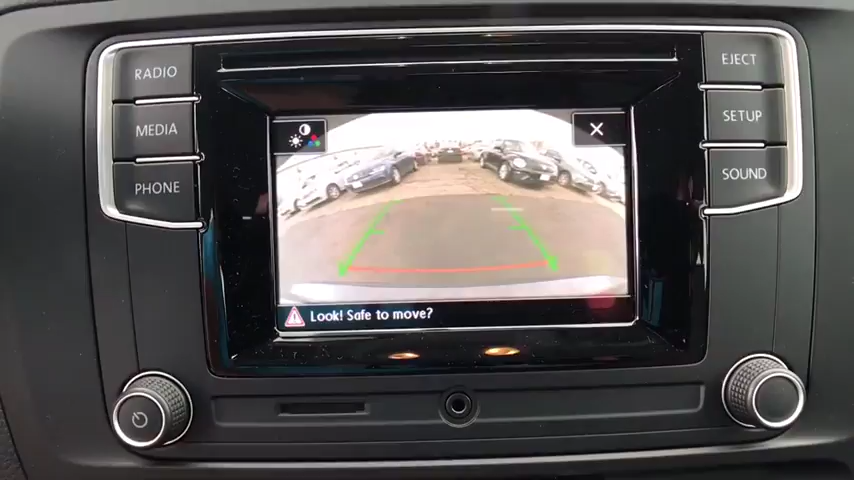 RADIO
MEDIA
PHONE
EJECT
SETUP
SOUND
Look! Safe to move?